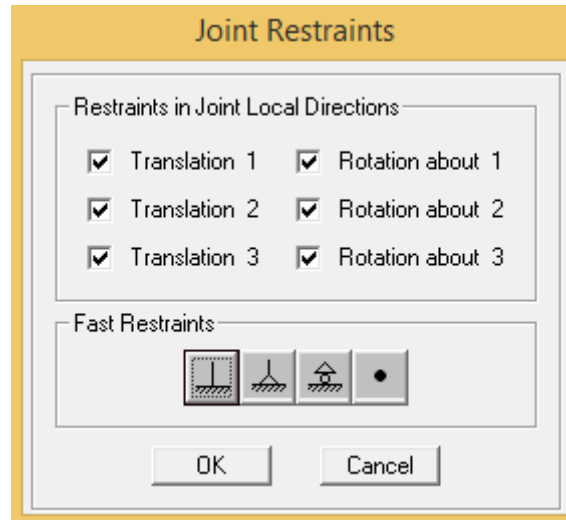 Joint Restraints
Restraints in Joint Local Directions
Translation 1 Rotation about 1
Translation 2 Rotation about 2
Translation 3 Rotation about 3
Fast Restraints
OK Cancel